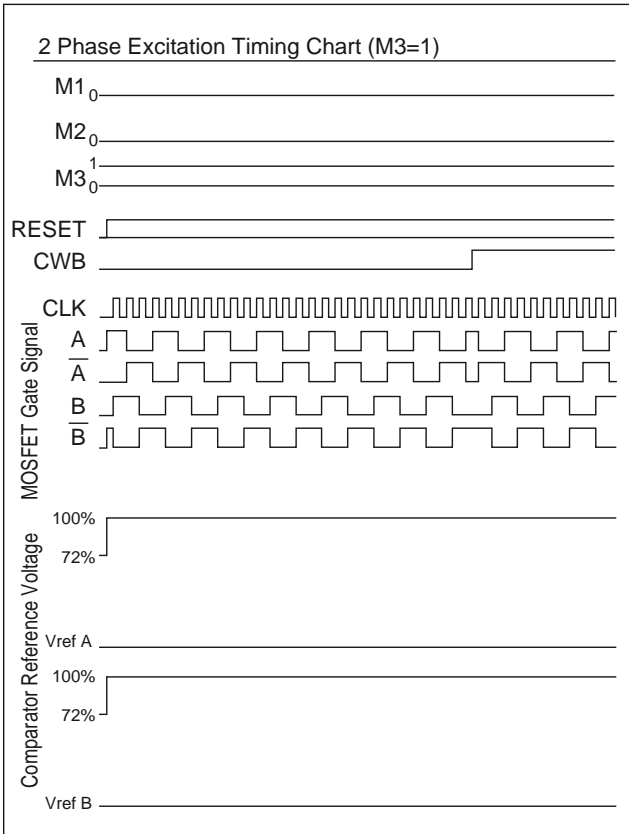 2 Phase Excitation Timing Chart (M3=1)
M1 0
M2 0
M3 1 0
RESET
CWB
CLK
MOSFET Gate Signal
A
A̅
B
B̅
Comparator Reference Voltage
100%
72%
Vref A
100%
72%
Vref B